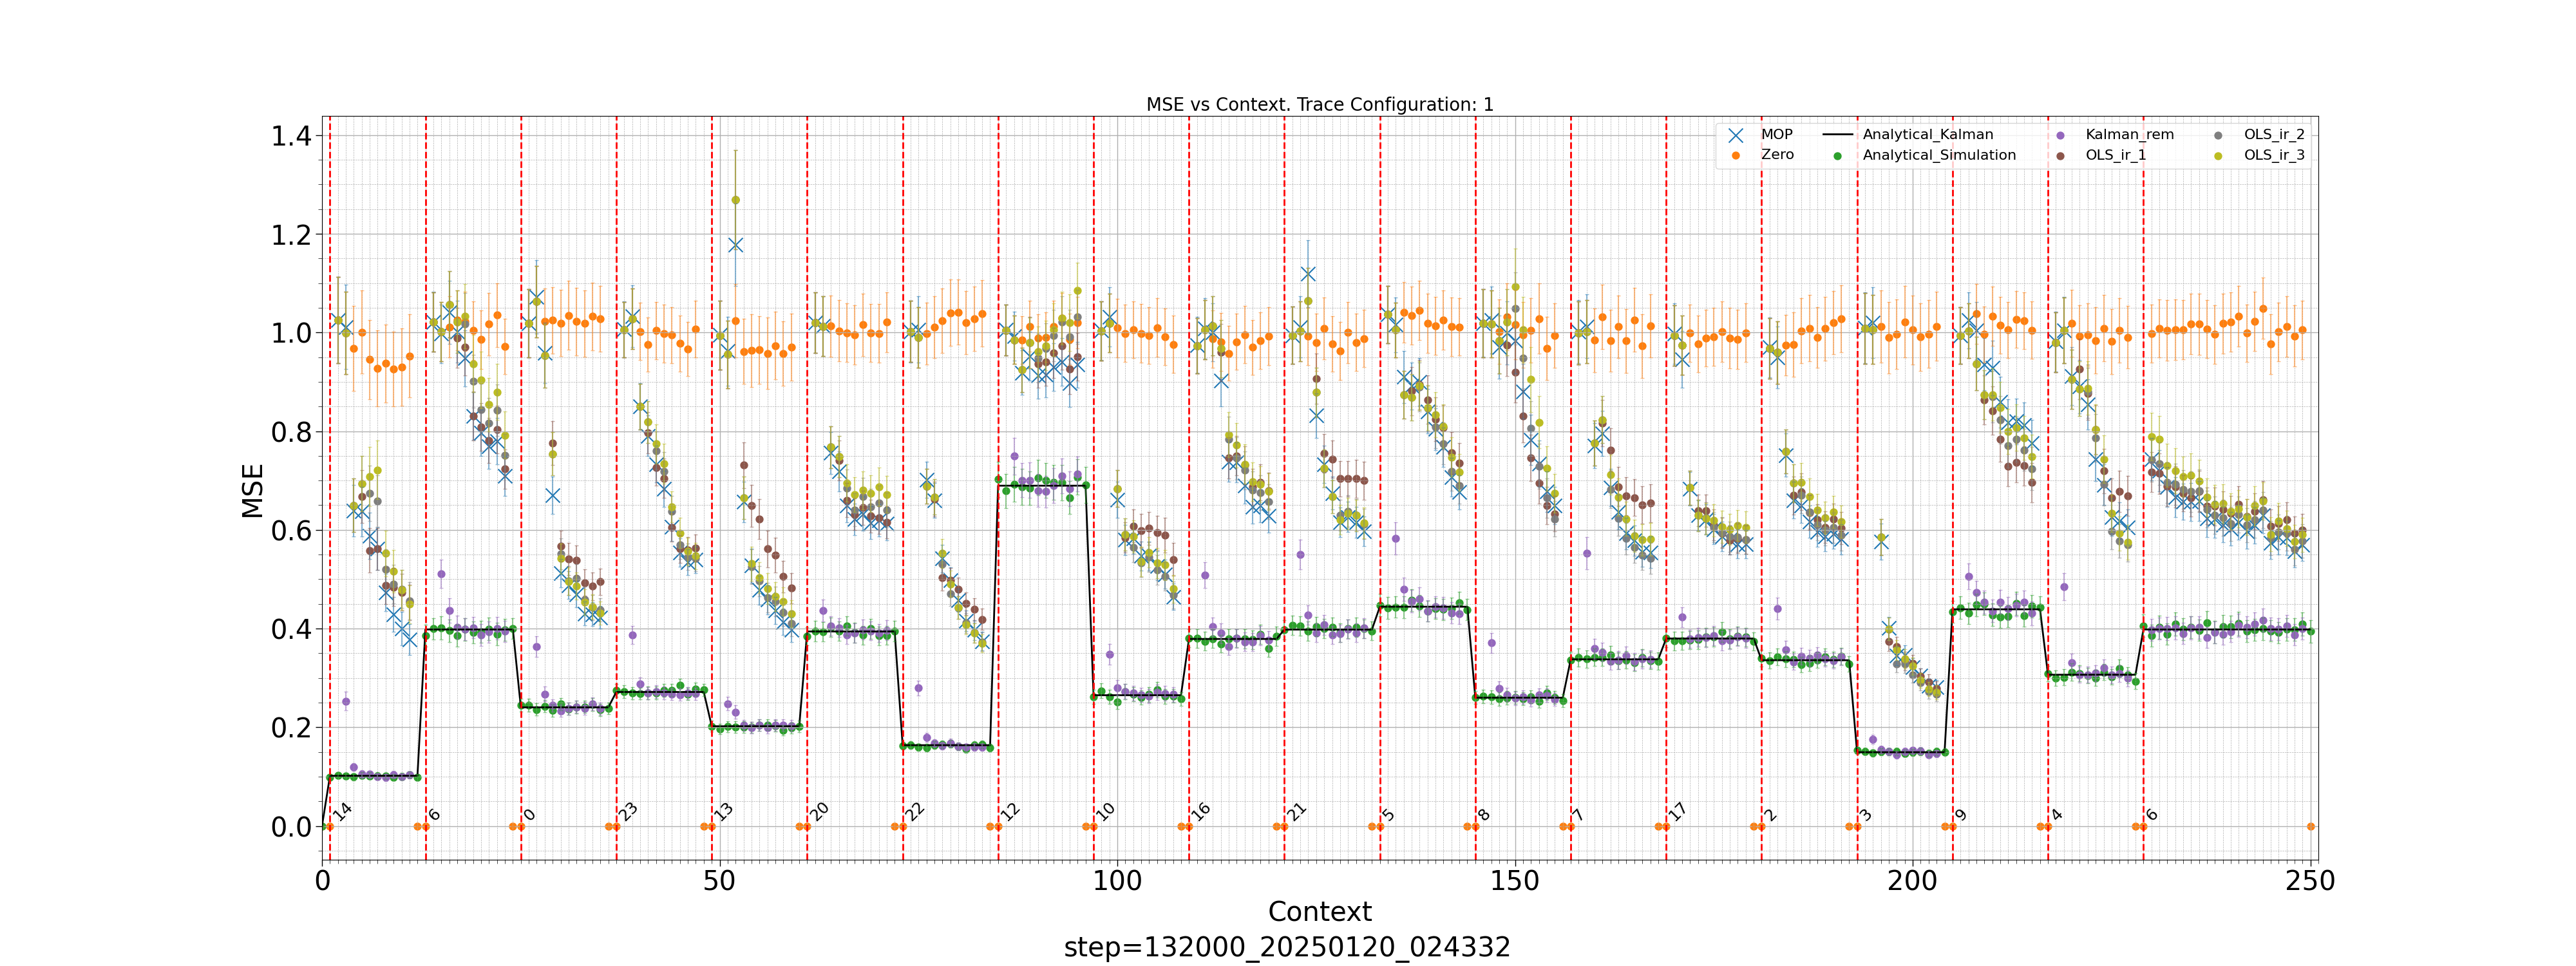 MSE vs Context. Trace Configuration: 1
MOP
Zero
Analytical_Kalman
Analytical_Simulation
Kalman_rem
OLS_ir_1
OLS_ir_2
OLS_ir_3
MSE
1.4
1.2
1.0
0.8
0.6
0.4
0.2
0.0
14 6 0 23 13 20 22 12 10 16 21 5 8 7 17 2 3 9 4 6
0 50 100 150 200 250
Context
step=132000_20250120_024332